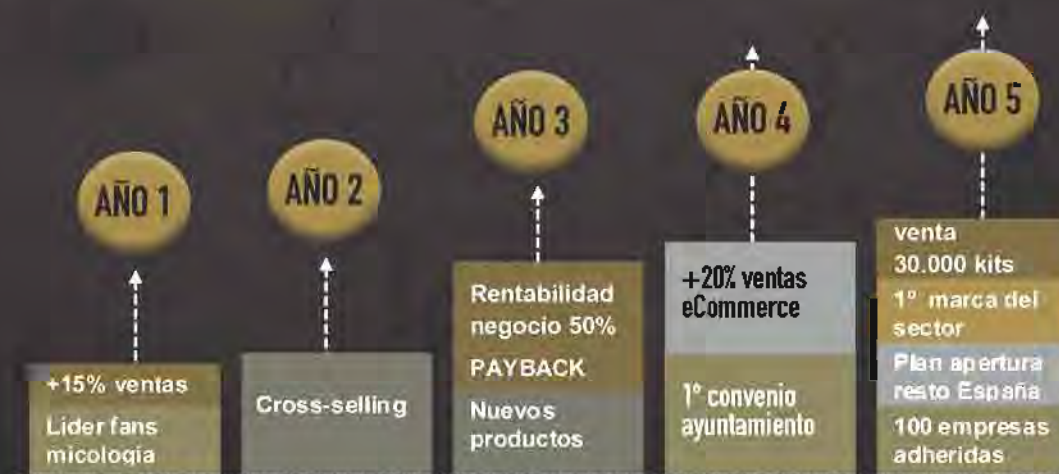 AÑO 1
+15% ventas
Lider fans
micologia
AÑO 2
Cross-selling
AÑO 3
Rentabilidad
negocio 50%
PAYBACK
Nuevos
productos
AÑO 4
+20% ventas
eCommerce
1º convenio
ayuntamiento
AÑO 5
venta
30.000 kits
1º marca del
sector
Plan apertura
resto España
100 empresas
adheridas